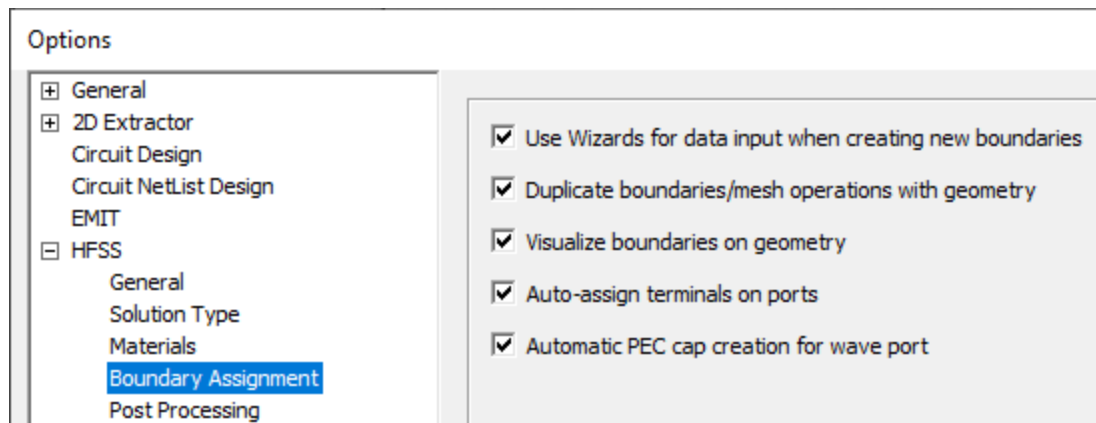 Options
General
2D Extractor
Circuit Design
Circuit NetList Design
EMIT
HFSS
General
Solution Type
Materials
Boundary Assignment
Post Processing
Use Wizards for data input when creating new boundaries
Duplicate boundaries/mesh operations with geometry
Visualize boundaries on geometry
Auto-assign terminals on ports
Automatic PEC cap creation for wave port